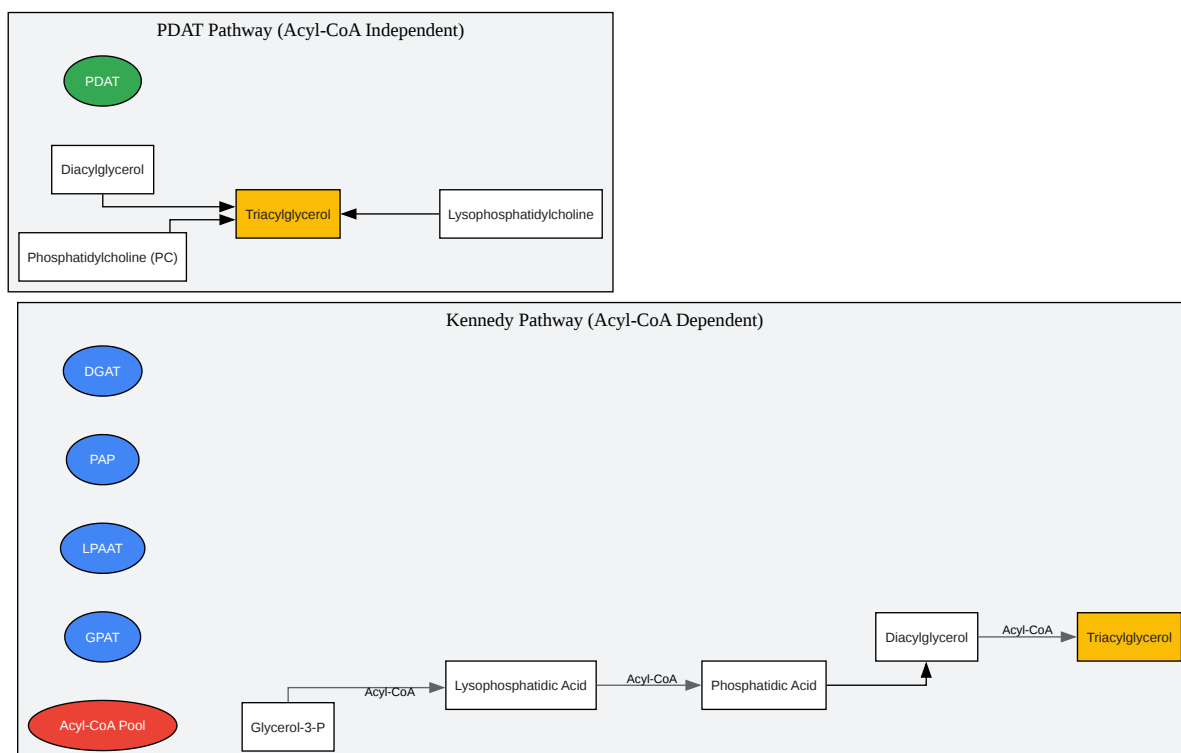 PDAT Pathway (Acyl-CoA Independent)
PDAT
Diacylglycerol
Triacylglycerol
Lysophosphatidylcholine
Phosphatidylcholine (PC)
Kennedy Pathway (Acyl-CoA Dependent)
DGAT
PAP
LPAAT
GPAT
Diacylglycerol
Acyl-CoA
Triacylglycerol
Acyl-CoA
Lysophosphatidic Acid
Acyl-CoA
Phosphatidic Acid
Acyl-CoA Pool
Glycerol-3-P